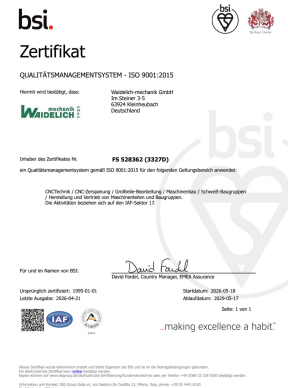 bsi.
bsi
By Royal Charter
Zertifikat
QUALITÄTSMANAGEMENTSYSTEM - ISO 9001:2015
Hiermit wird bestätigt, dass:
Waidelich-mechanik GmbH
Im Steiner 3-5
63924 Kleinheubach
Deutschland
mechanik
WAIDELICH
Inhaber des Zertifikates Nr:
FS 528362 (3327D)
ein Qualitätsmanagementsystem gemäß ISO 9001:2015 für den folgenden Geltungsbereich anwendet:
CNCTechnik / CNC-Zerspanung / Großteile-Bearbeitung / Maschinenbau / Schweiß-Baugruppen
/ Herstellung und Vertrieb von Maschinenteilen und Baugruppen.
Die Aktivitäten beziehen sich auf den IAF-Sektor 17.
Für und im Namen von BSI:
David Fardel, Country Manager, EMEA Assurance
Ursprünglich zertifiziert: 1995-01-01
Startdatum: 2026-05-18
Letzte Ausgabe: 2026-04-21
Ablaufdatum: 2029-05-17
Seite: 1 von 1
IAF
...making excellence a habit.